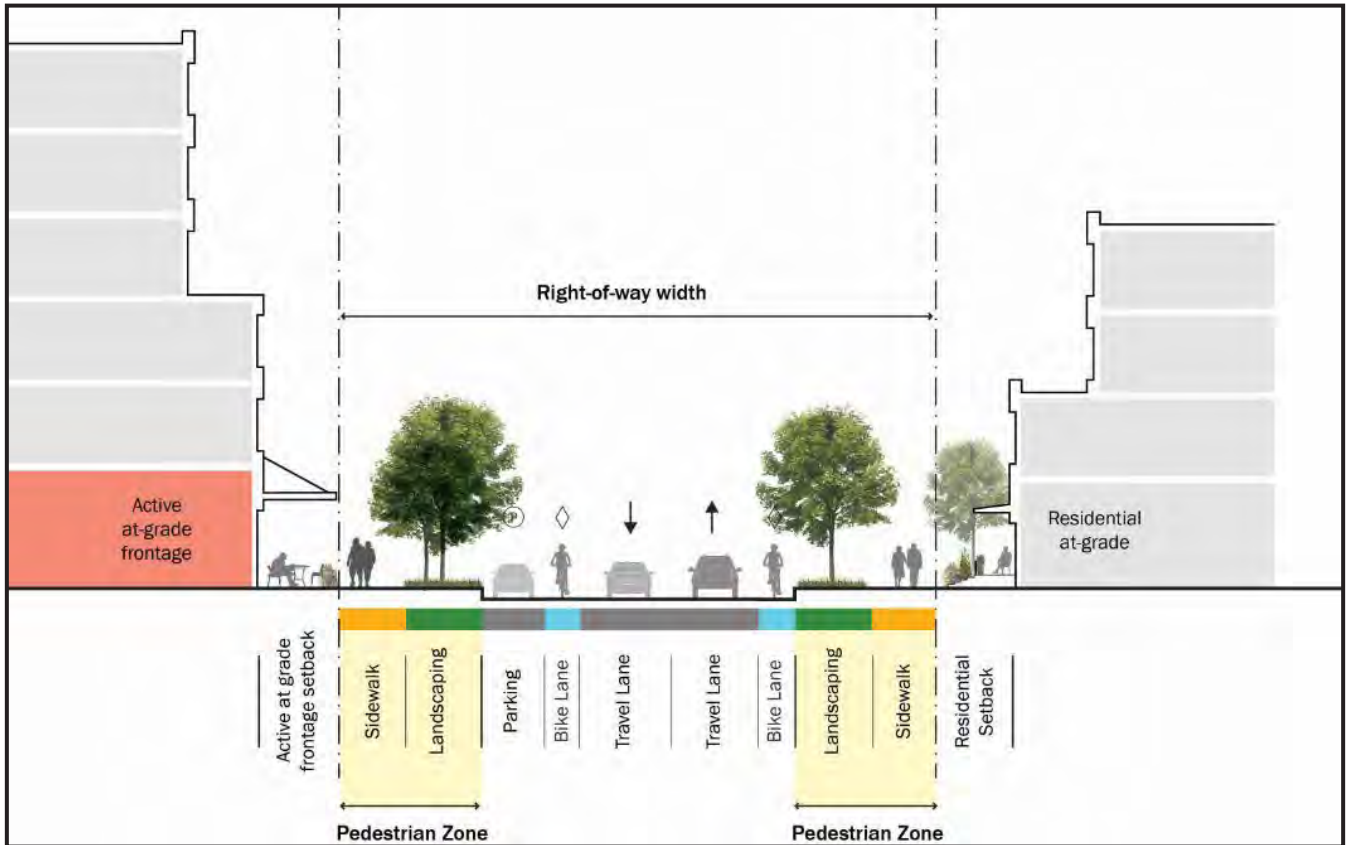 Right-of-way width
Active
at-grade
frontage
P
Residential
at-grade
Active at grade
frontage setback
Sidewalk
Landscaping
Parking
Bike Lane
Travel Lane
Travel Lane
Bike Lane
Landscaping
Sidewalk
Residential
Setback
Pedestrian Zone
Pedestrian Zone